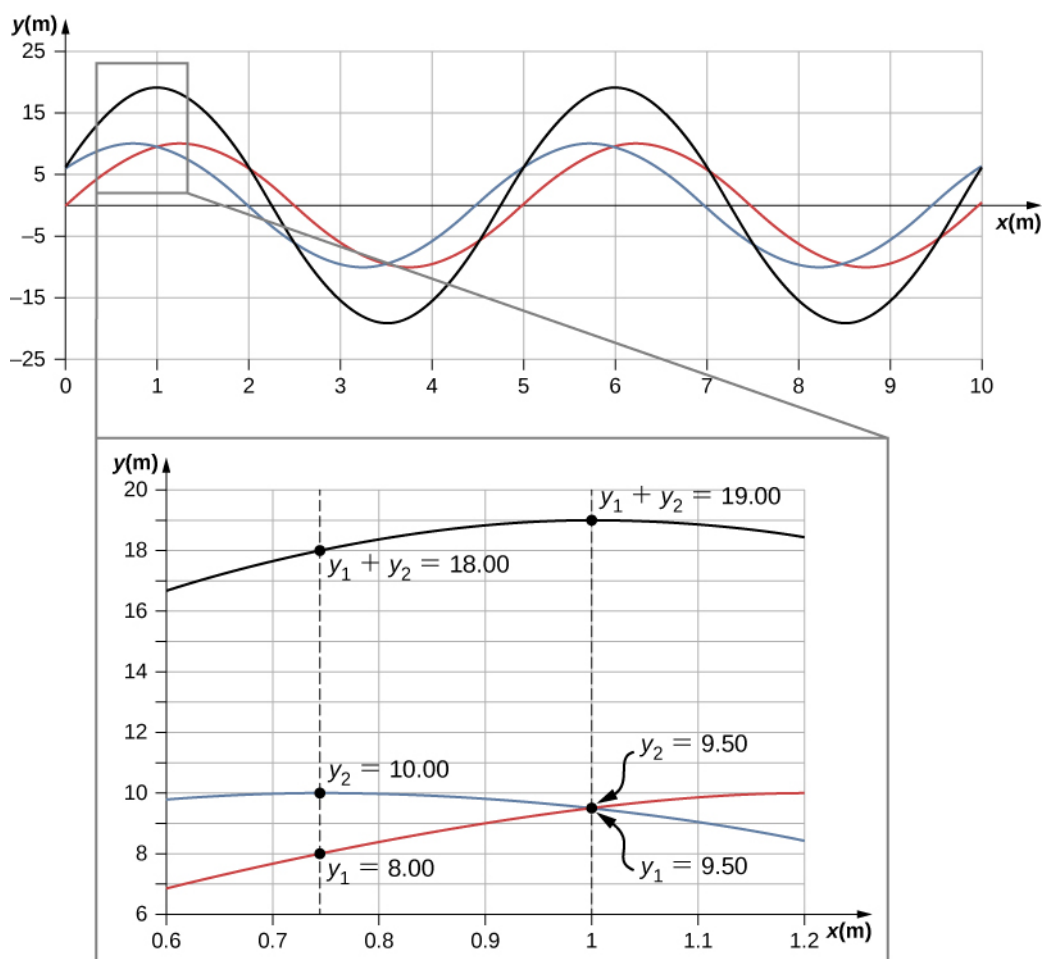 y(m)
25
15
5
–5
–15
–25
x(m)
0 1 2 3 4 5 6 7 8 9 10
y(m)
20
18
16
14
12
10
8
6
y₁ + y₂ = 19.00
y₁ + y₂ = 18.00
y₂ = 9.50
y₂ = 10.00
y₁ = 8.00
y₁ = 9.50
0.6 0.7 0.8 0.9 1 1.1 1.2 x(m)